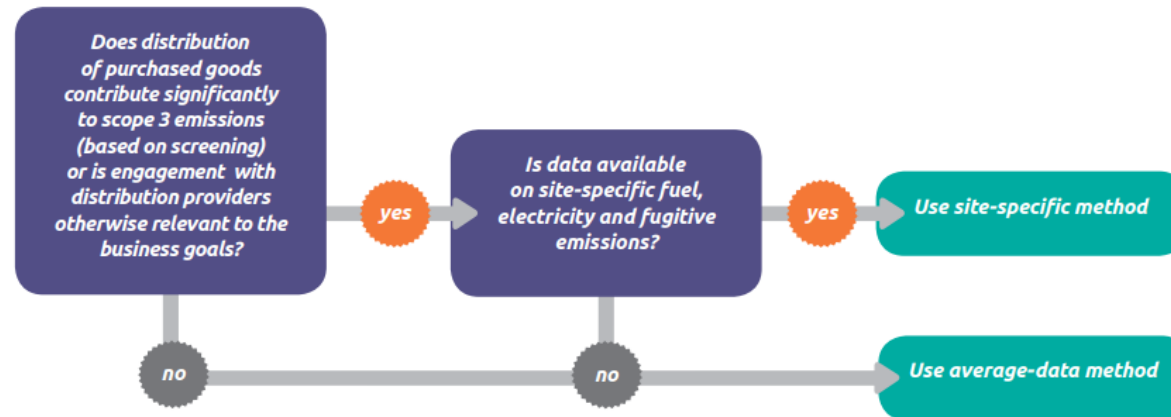 Does distribution
of purchased goods
contribute significantly
to scope 3 emissions
(based on screening)
or is engagement with
distribution providers
otherwise relevant to the
business goals?
yes
Is data available
on site-specific fuel,
electricity and fugitive
emissions?
yes
Use site-specific method
no
no
Use average-data method